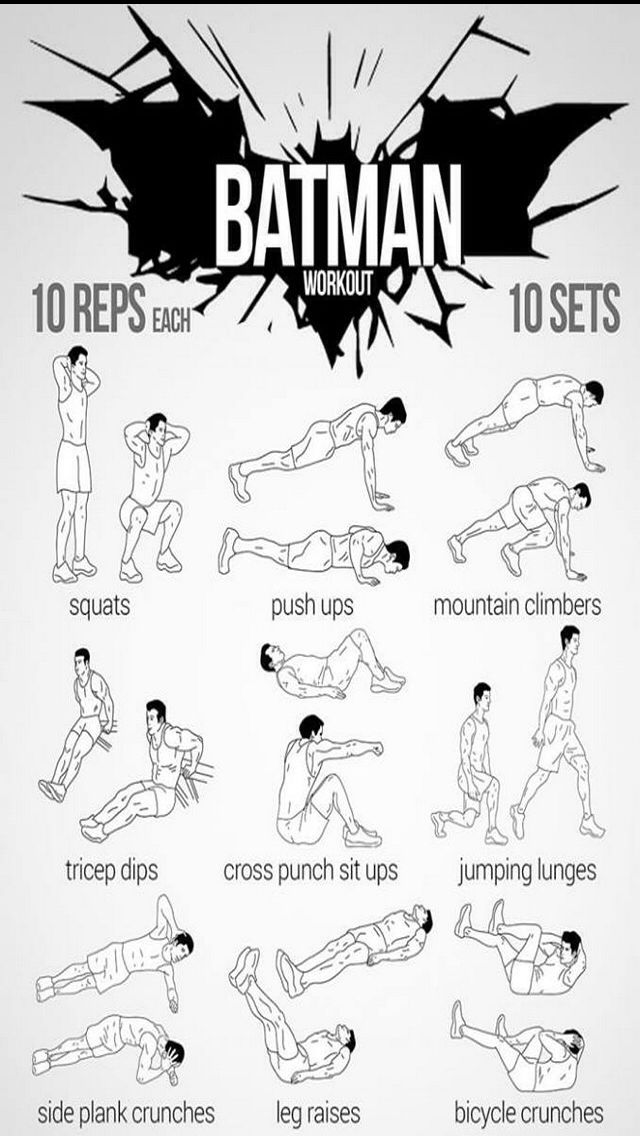 BATMAN
WORKOUT
10 REPS EACH
10 SETS
squats
push ups
mountain climbers
tricep dips
cross punch sit ups
jumping lunges
side plank crunches
leg raises
bicycle crunches